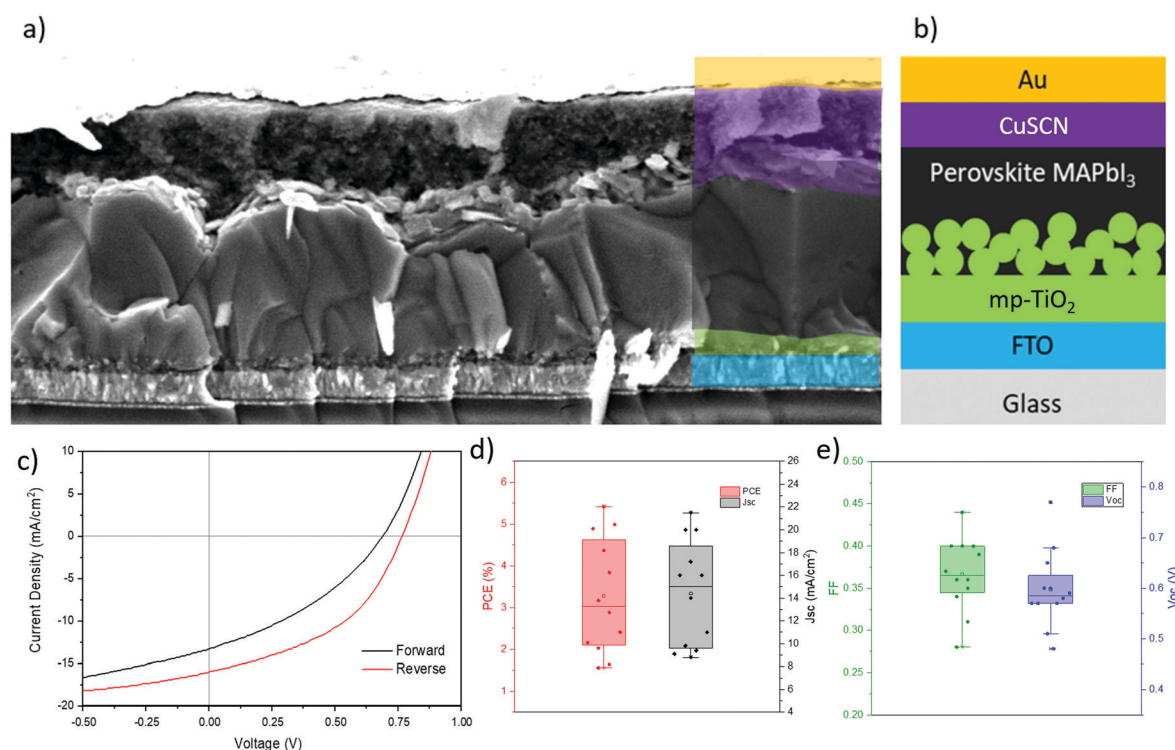 a)
b)
Au
CuSCN
Perovskite MAPbI₃
mp-TiO₂
FTO
Glass
c)
Current Density (mA/cm²)
10
5
0
-5
-10
-15
-20
-0.50
-0.25
0.00
0.25
0.50
0.75
1.00
Voltage (V)
Forward
Reverse
d)
PCE (%)
6
5
4
3
2
1
PCE
Jsc
26
24
22
20
18
16
14
12
10
8
6
4
Jsc (mA/cm²)
e)
FF
0.50
0.45
0.40
0.35
0.30
0.25
0.20
FF
Voc
0.8
0.7
0.6
0.5
0.4
Voc (V)